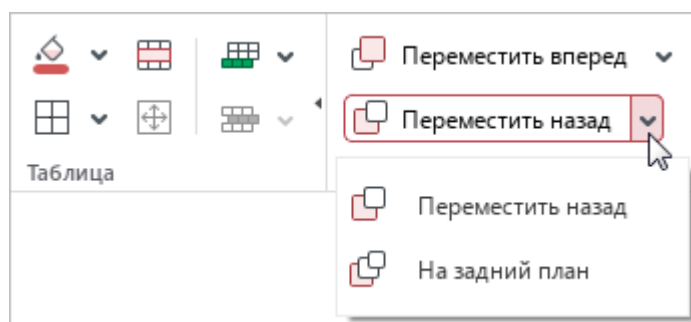 Переместить вперед
Переместить назад
Таблица
Переместить назад
На задний план